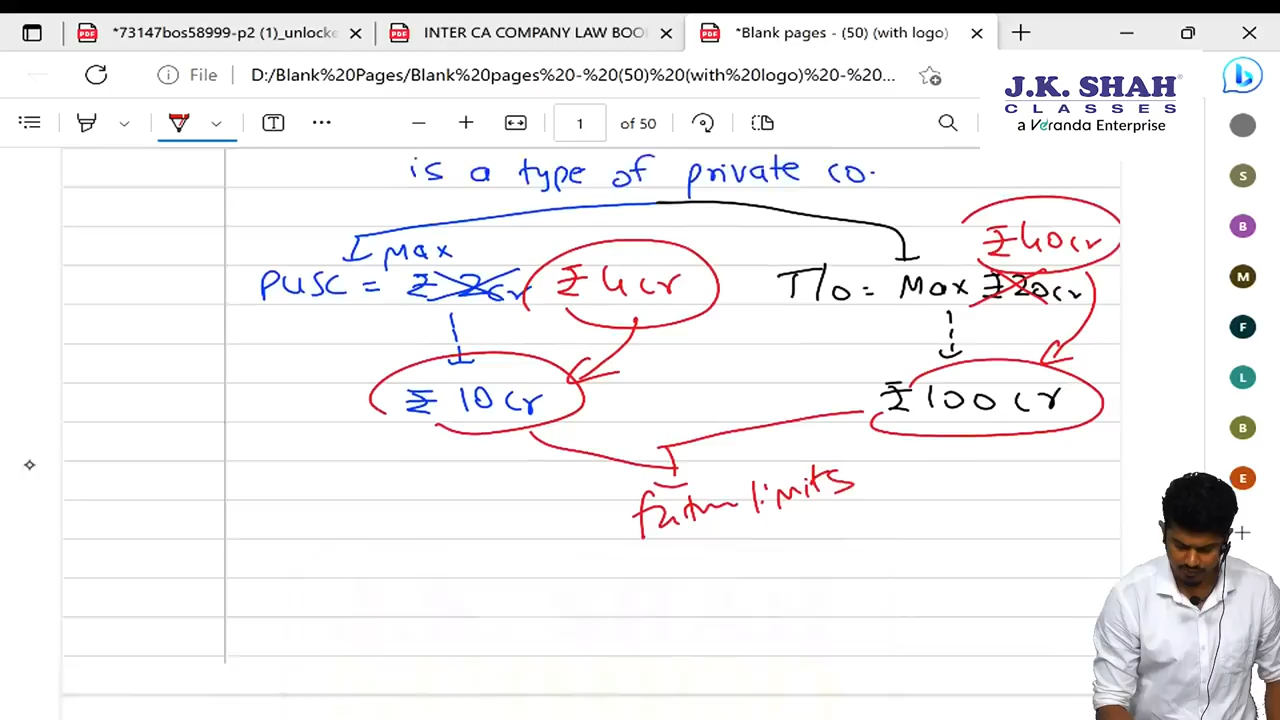 *73147bos58999-p2 (1)_unlocke
INTER CA COMPANY LAW BOO
*Blank pages - (50) (with logo)
File
D:/Blank%20Pages/Blank%20pages%20-%20(50)%20(with%20logo)%20-%20...
J.K. SHAH
CLASSES
a Veranda Enterprise
1 of 50
is a type of private co.
Max
PUSC = ₹ 2cr ₹ 4cr
T/o = Max ₹20cr
₹40cr
₹ 10 cr
₹ 100 cr
future limits
S
B
M
F
L
B
E